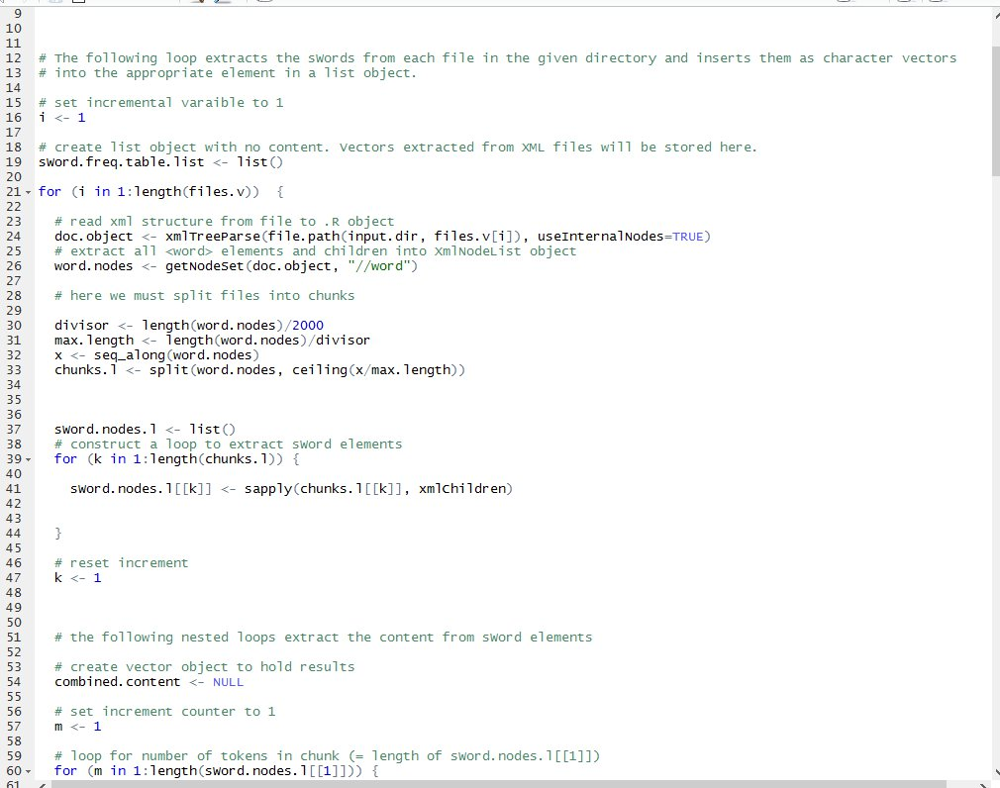 9
10
11
12 # The following loop extracts the sWords from each file in the given directory and inserts them as character vectors
13 # into the appropriate element in a list object.
14
15 # set incremental varaible to 1
16 i <- 1
17
18 # create list object with no content. Vectors extracted from XML files will be stored here.
19 sword.freq.table.list <- list()
20
21 for (i in 1:length(files.v))  {
22
23   # read xml structure from file to .R object
24   doc.object <- xmlTreeParse(file.path(input.dir, files.v[i]), useInternalNodes=TRUE)
25   # extract all <word> elements and children into XmlNodeList object
26   word.nodes <- getNodeSet(doc.object, "//word")
27
28   # here we must split files into chunks
29
30   divisor <- length(word.nodes)/2000
31   max.length <- length(word.nodes)/divisor
32   x <- seq_along(word.nodes)
33   chunks.l <- split(word.nodes, ceiling(x/max.length))
34
35
36
37   sword.nodes.l <- list()
38   # construct a loop to extract sWord elements
39   for (k in 1:length(chunks.l)) {
40
41     sword.nodes.l[[k]] <- sapply(chunks.l[[k]], xmlChildren)
42
43
44   }
45
46   # reset increment
47   k <- 1
48
49
50
51   # the following nested loops extract the content from sWord elements
52
53   # create vector object to hold results
54   combined.content <- NULL
55
56   # set increment counter to 1
57   m <- 1
58
59   # loop for number of tokens in chunk (= length of sword.nodes.l[[1]])
60   for (m in 1:length(sword.nodes.l[[1]])) {
61